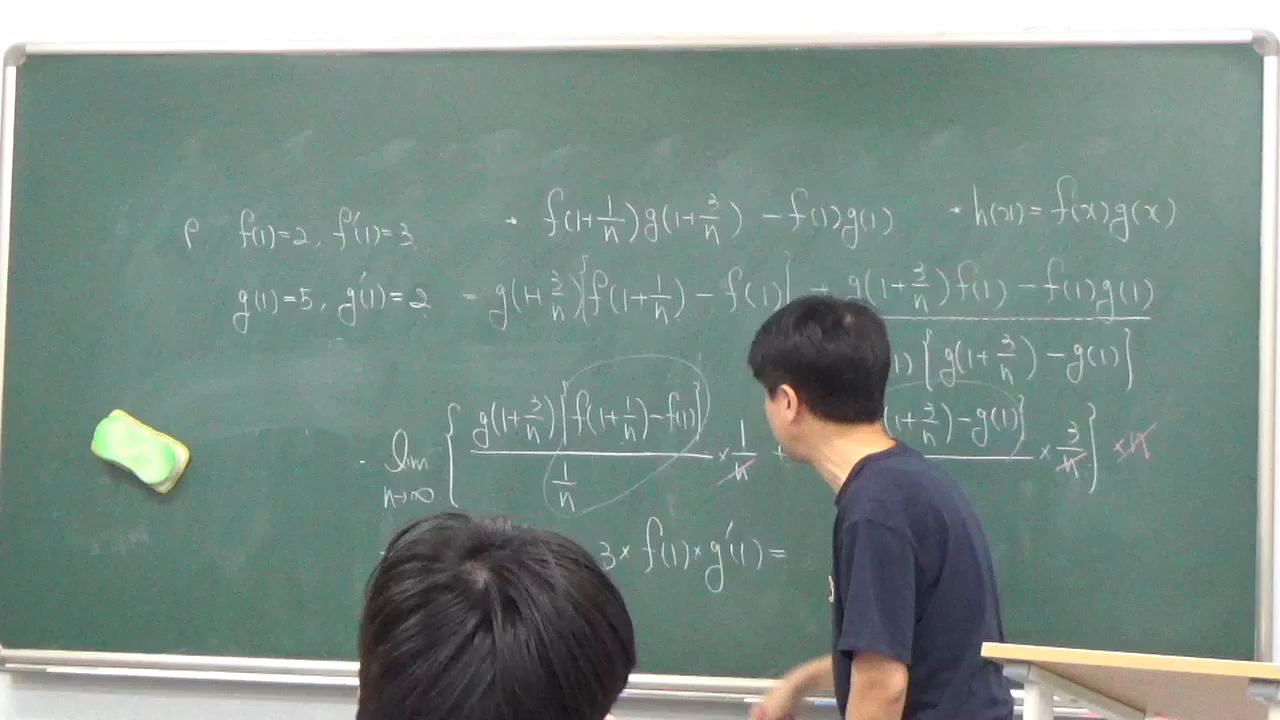 P f(1)=2, f'(1)=3
g(1)=5, g'(1)=2
f(1+1/n)g(1+3/n) - f(1)g(1)
h(x)=f(x)g(x)
= g(1+3/n){f(1+1/n) - f(1)} + g(1+3/n)f(1) - f(1)g(1)
1) {g(1+3/n) - g(1)}
lim n→∞ { g(1+3/n){f(1+1/n)-f(1)} / 1/n ×1/n + (1+3/n)-g(1)} ×3/n } ×n
3×f(1)×g'(1)=